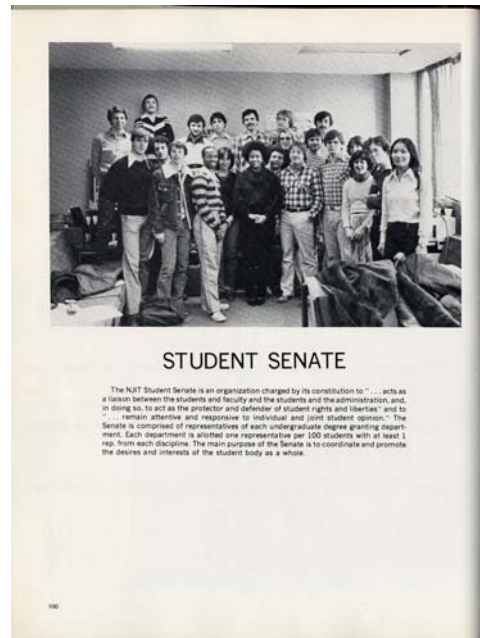 STUDENT SENATE
The NJIT Student Senate is an organization charged by its constitution to " . . . acts as
a liaison between the students and faculty and the students and the administration, and,
in doing so, to act as the protector and defender of student rights and liberties" and to
" . . . remain attentive and responsive to individual and joint student opinion." The
Senate is comprised of representatives of each undergraduate degree granting depart-
ment. Each department is allotted one representative per 100 students with at least 1
rep. from each discipline. The main purpose of the Senate is to coordinate and promote
the desires and interests of the student body as a whole.
100